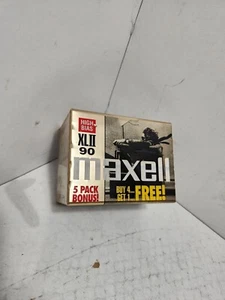 HIGH
BIAS
XLII
90
maxell
5 PACK
BONUS!
BUY 4
GET 1
FREE!